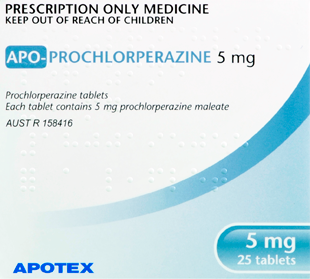 PRESCRIPTION ONLY MEDICINE
KEEP OUT OF REACH OF CHILDREN
APO-PROCHLORPERAZINE 5 mg
Prochlorperazine tablets
Each tablet contains 5 mg prochlorperazine maleate
AUST R 158416
5 mg
25 tablets
APOTEX